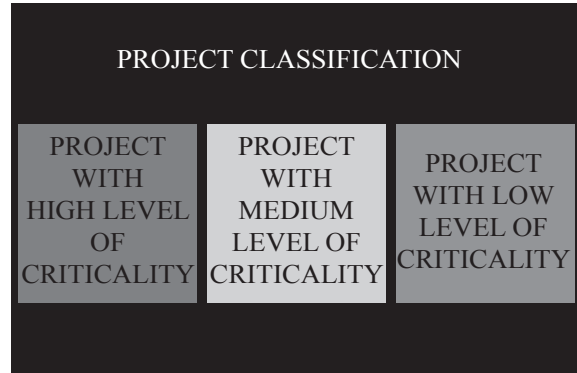 PROJECT CLASSIFICATION
PROJECT
WITH
HIGH LEVEL
OF
CRITICALITY
PROJECT
WITH
MEDIUM
LEVEL OF
CRITICALITY
PROJECT
WITH LOW
LEVEL OF
CRITICALITY